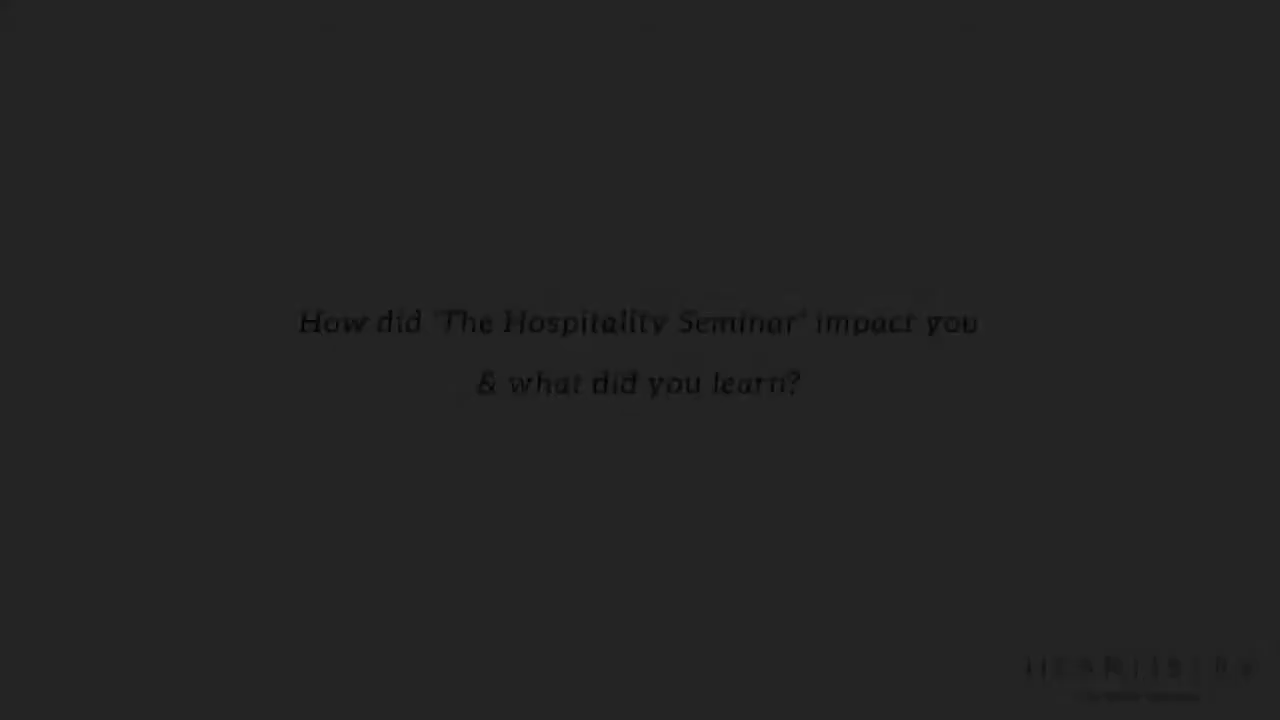 How did 'The Hospitality Seminar' impact you
& what did you learn?